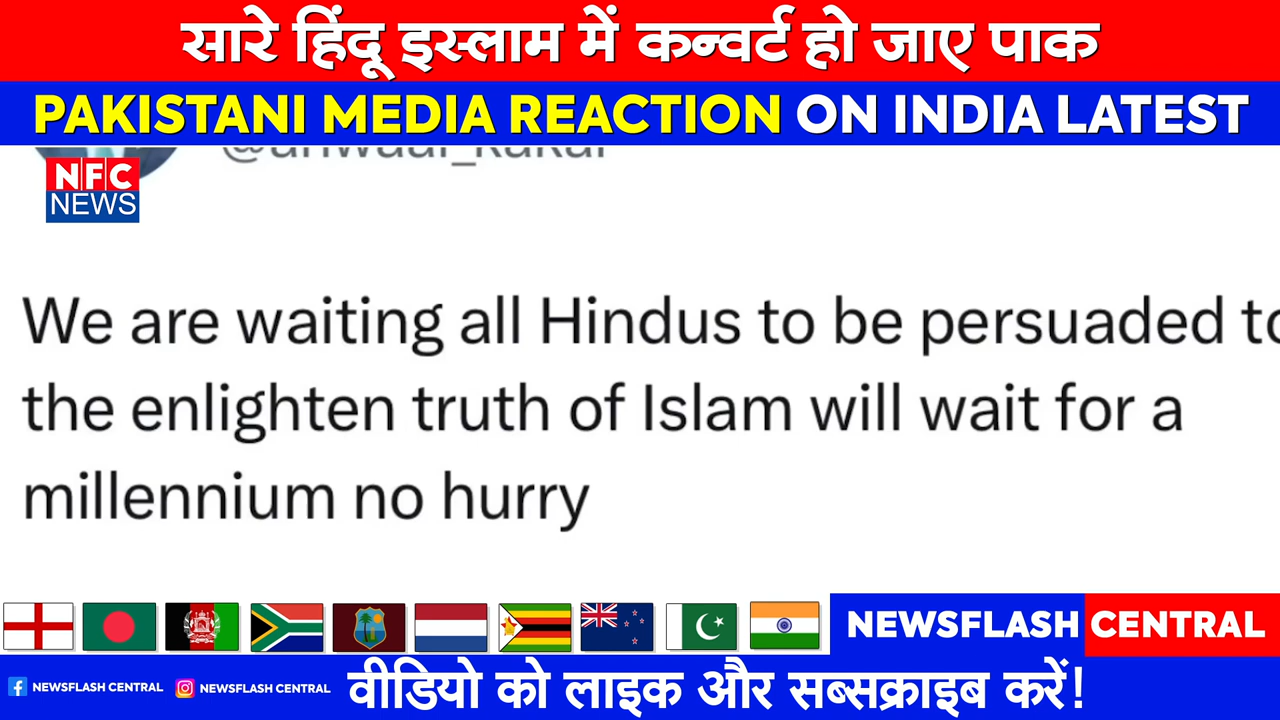 सारे हिंदू इस्लाम में कन्वर्ट हो जाए पाक
PAKISTANI MEDIA REACTION ON INDIA LATEST
NFC
NEWS
We are waiting all Hindus to be persuaded to
the enlighten truth of Islam will wait for a
millennium no hurry
NEWSFLASH CENTRAL
NEWSFLASH CENTRAL
NEWSFLASH CENTRAL
वीडियो को लाइक और सब्सक्राइब करें!